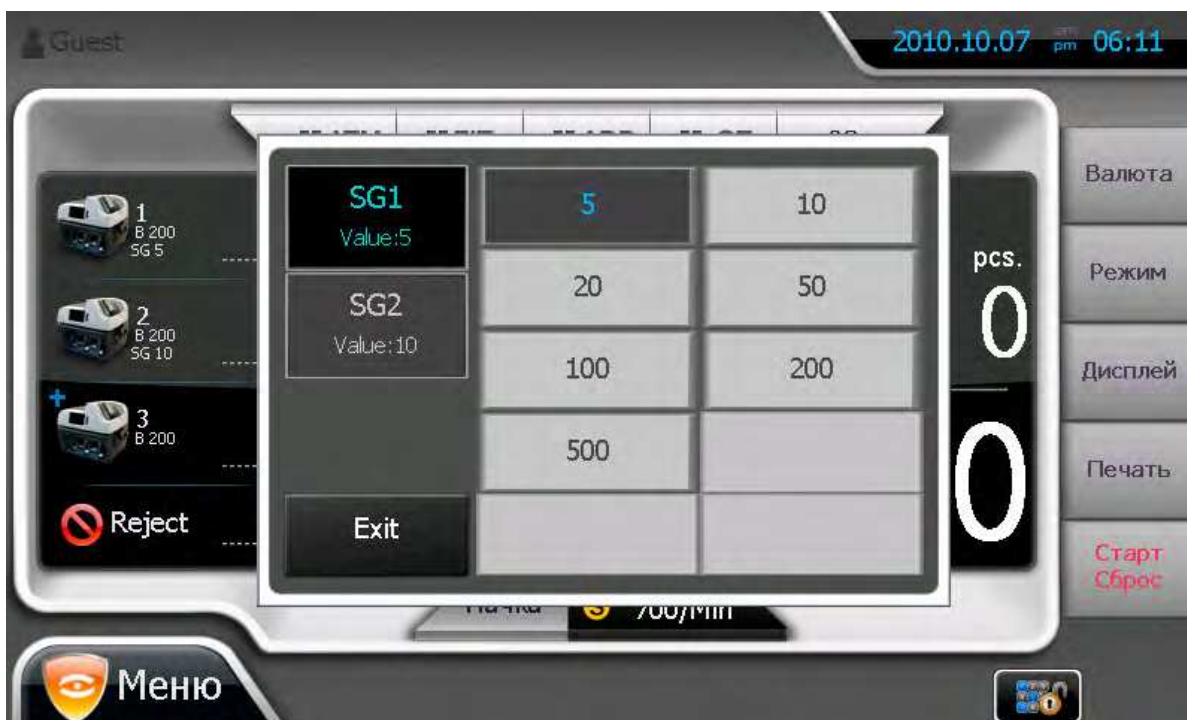 Guest
2010.10.07 pm 06:11
1
B 200
SG 5
2
B 200
SG 10
3
B 200
Reject
SG1
Value:5
SG2
Value:10
Exit
5 10
20 50
100 200
500
pcs.
0
0
Валюта
Режим
Дисплей
Печать
Старт
Сброс
700/Min
Меню